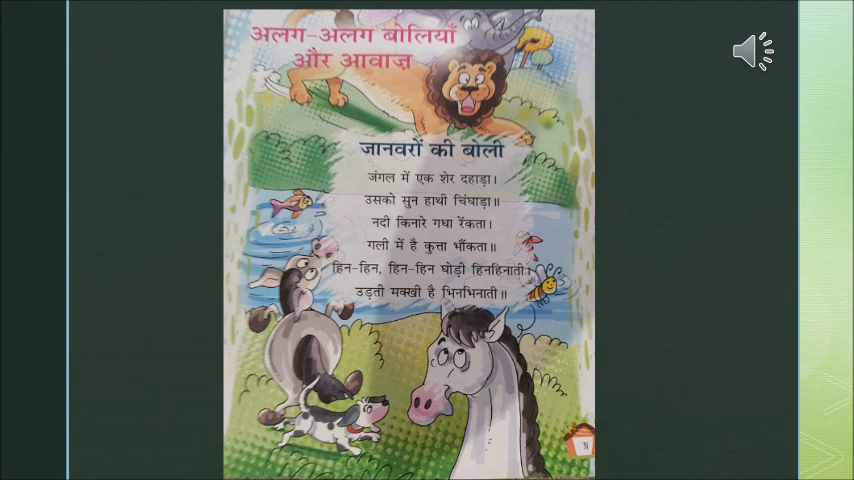 अलग-अलग बोलियाँ
और आवाज़
जानवरों की बोली
जंगल में एक शेर दहाड़ा।
उसको सुन हाथी चिंघाड़ा॥
नदी किनारे गधा रेंकता।
गली में है कुत्ता भौंकता॥
हिन-हिन, हिन-हिन घोड़ी हिनहिनाती।
उड़ती मक्खी है भिनभिनाती॥